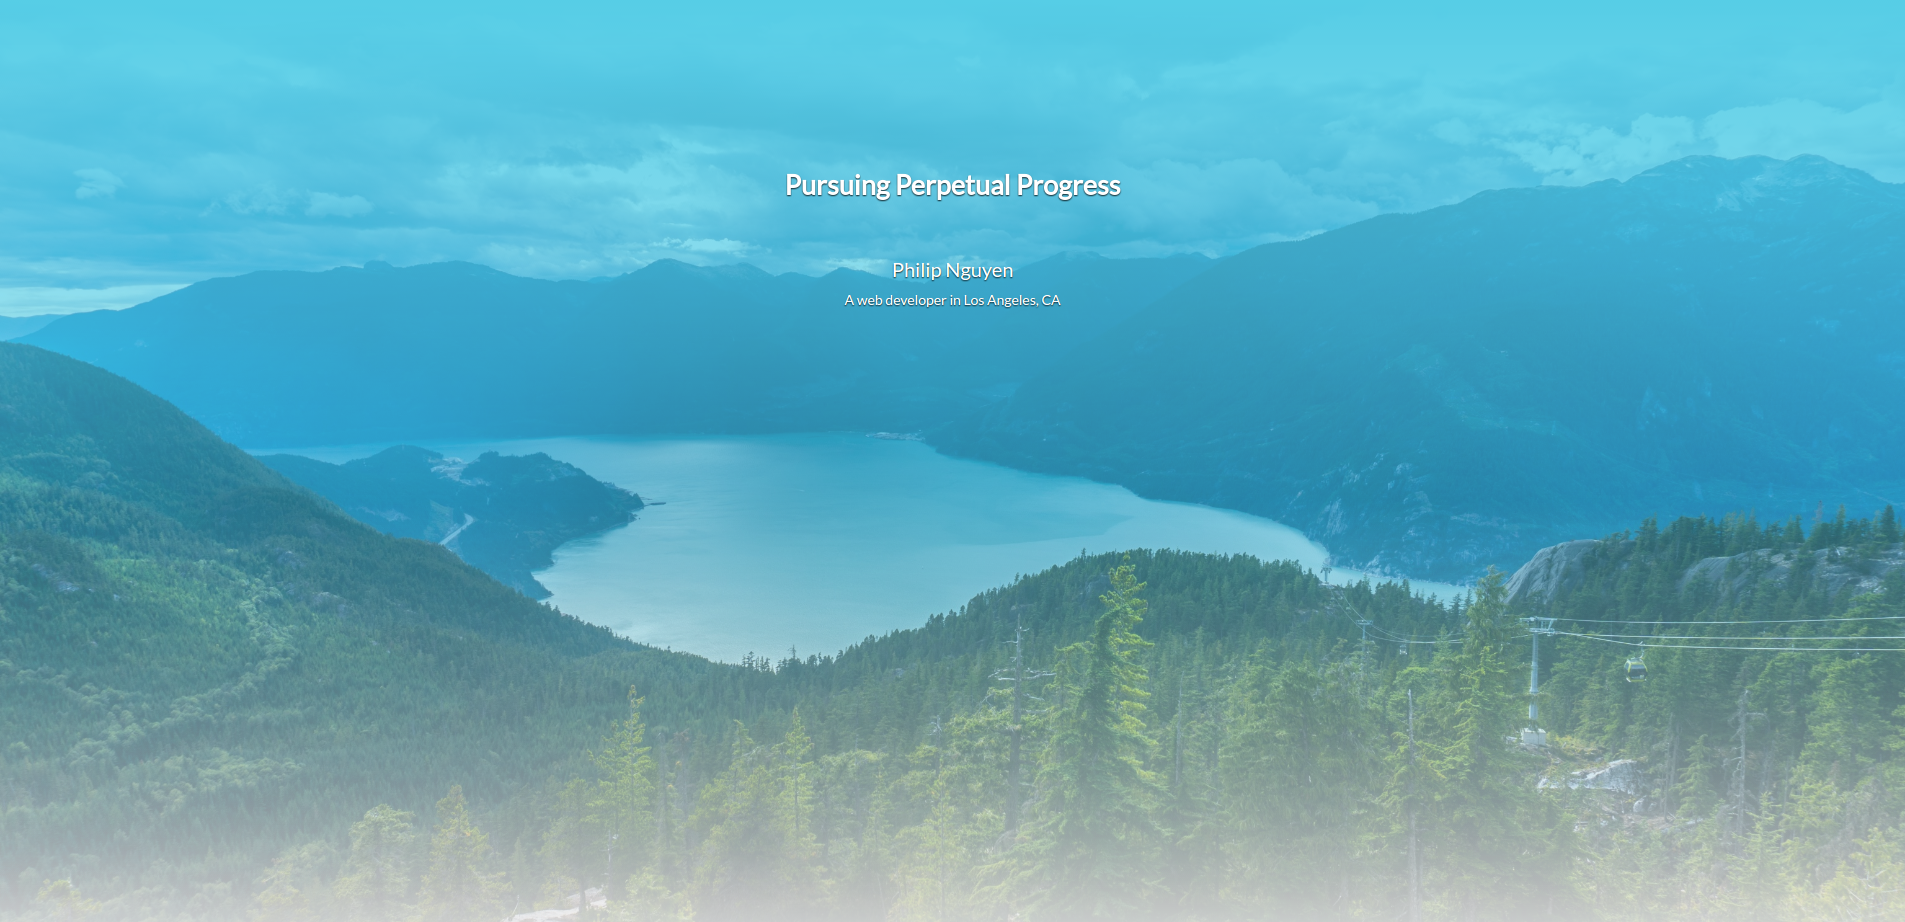 Pursuing Perpetual Progress
Philip Nguyen
A web developer in Los Angeles, CA